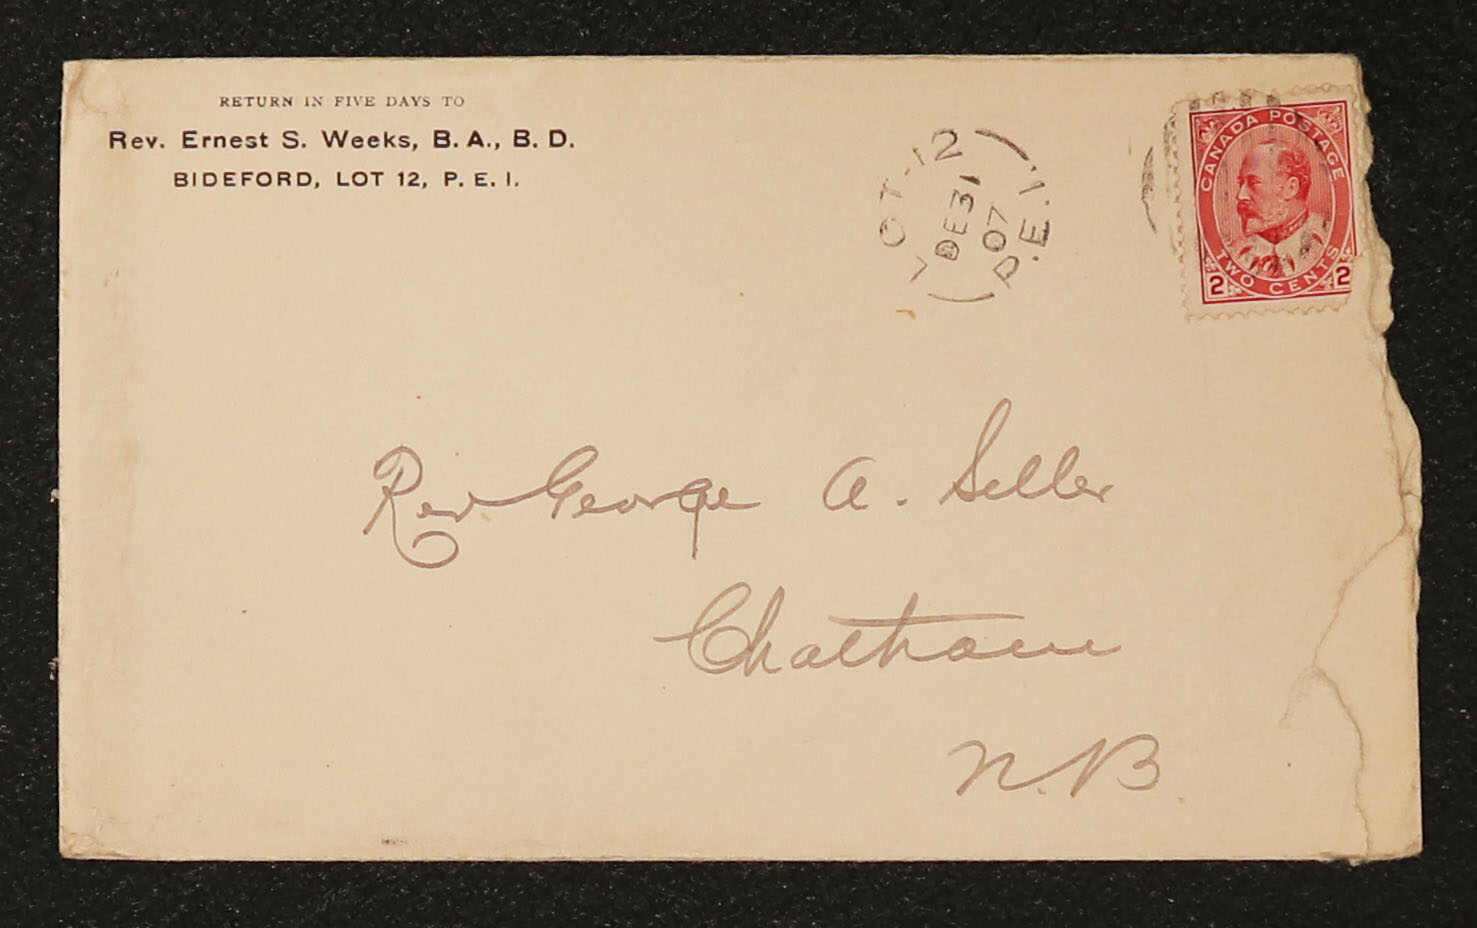 RETURN IN FIVE DAYS TO
Rev. Ernest S. Weeks, B. A., B. D.
BIDEFORD, LOT 12, P. E. I.
LOT-12
DE 31
07
P.E.I.
CANADA POSTAGE
TWO CENTS
2 2
Rev George A. Seller
Chatham
N.B.